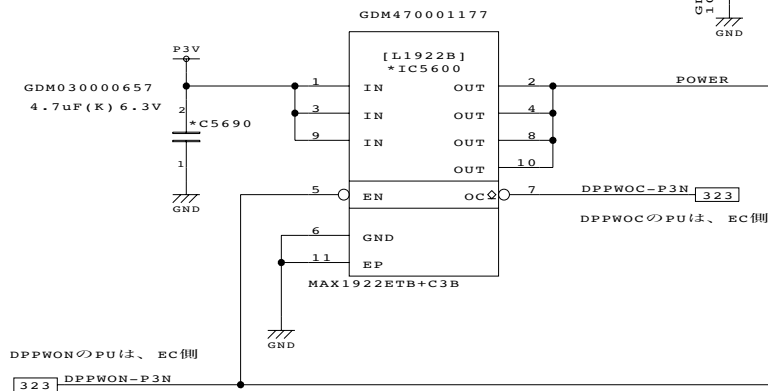 GDM470001177
GND
P3V
[L1922B]
*IC5600
GDM030000657
4.7uF(K)6.3V
2
*C5690
1
GND
1 IN OUT 2 POWER
3 IN OUT 4
9 IN OUT 8
OUT 10
5 EN OC 7 DPPWOC-P3N 323
DPPWOCのPUは、EC側
6 GND
11 EP
MAX1922ETB+C3B
GND
DPPWONのPUは、EC側
323 DPPWON-P3N